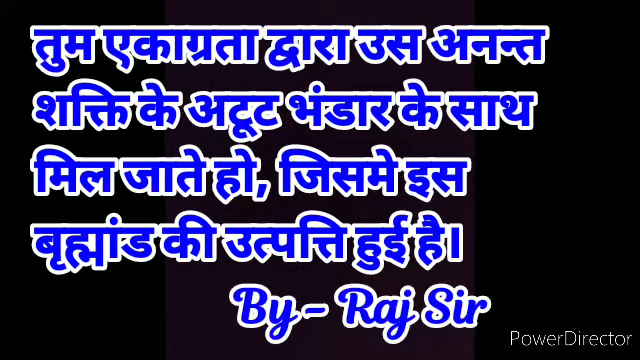 तुम एकाग्रता द्वारा उस अनन्त
शक्ति के अटूट भंडार के साथ
मिल जाते हो, जिसमे इस
बृह्मांड की उत्पत्ति हुई है।
By - Raj Sir
PowerDirector